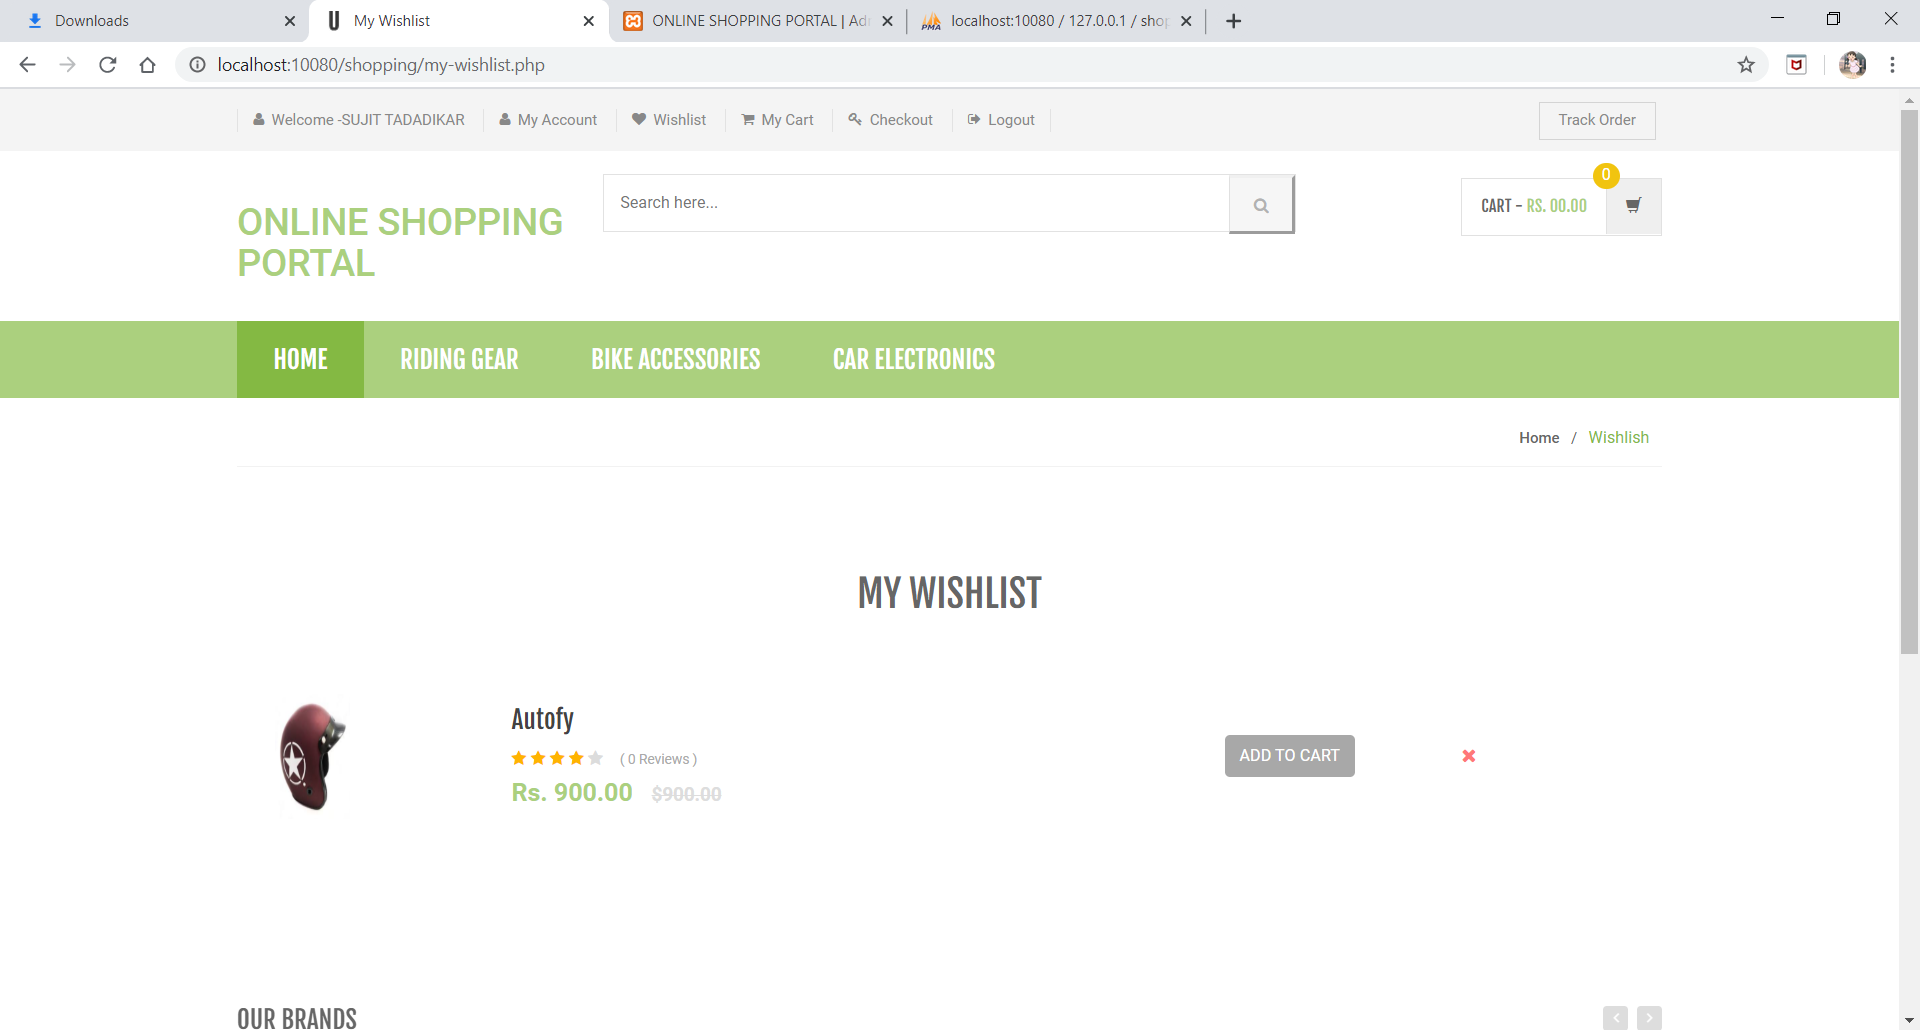 Downloads
My Wishlist
ONLINE SHOPPING PORTAL | Ad
localhost:10080 / 127.0.0.1 / shop
localhost:10080/shopping/my-wishlist.php
Welcome -SUJIT TADADIKAR
My Account
Wishlist
My Cart
Checkout
Logout
Track Order
ONLINE SHOPPING
PORTAL
Search here...
CART - RS. 00.00
0
HOME
RIDING GEAR
BIKE ACCESSORIES
CAR ELECTRONICS
Home / Wishlish
MY WISHLIST
Autofy
( 0 Reviews )
Rs. 900.00 $900.00
ADD TO CART
OUR BRANDS